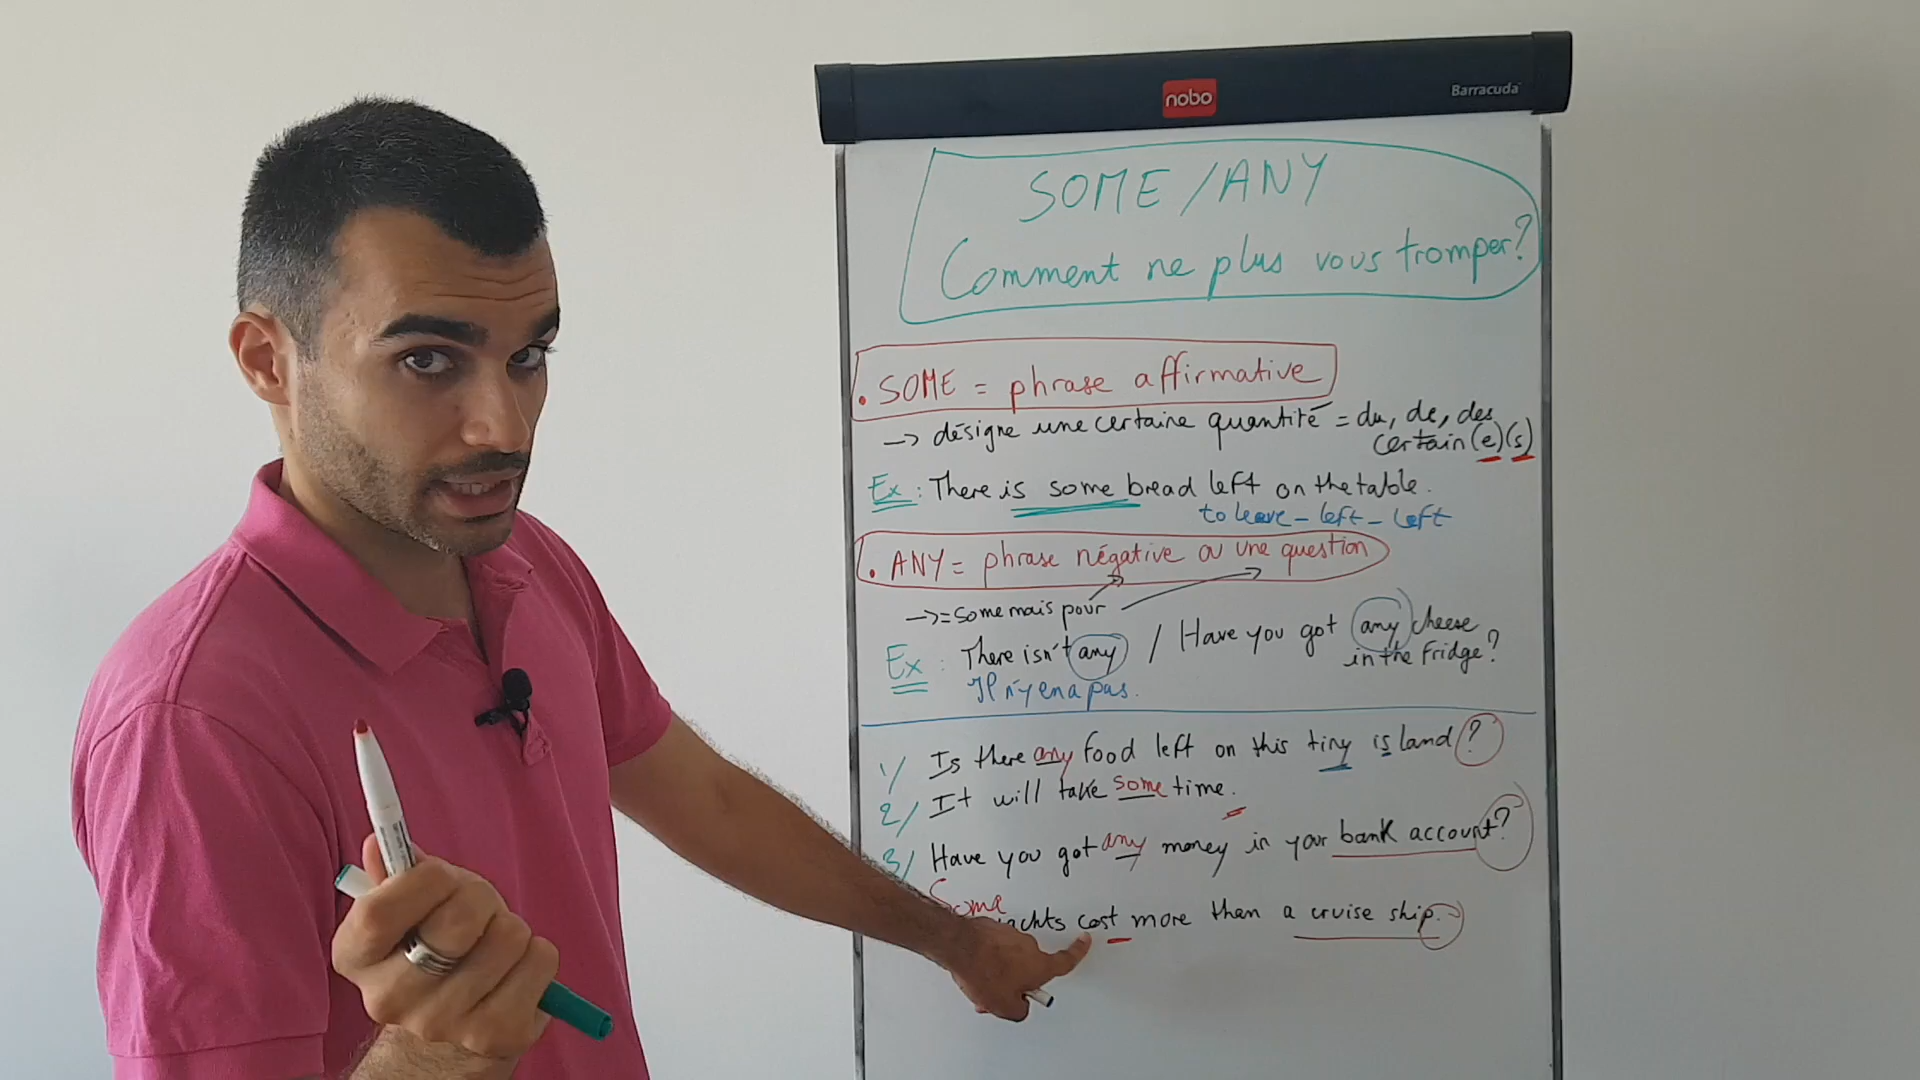 nobo
Barracuda
SOME / ANY
Comment ne plus vous tromper?
. SOME = phrase affirmative
-> désigne une certaine quantité = du, de, des
certain(e)(s)
Ex : There is some bread left on the table.
to leave - left - left
. ANY = phrase négative ou une question
-> = some mais pour
Ex : There isn't any / Have you got any cheese
in the fridge?
Il n'y en a pas.
1/ Is there any food left on this tiny island?
2/ It will take some time.
3/ Have you got any money in your bank account?
Some
cost more than a cruise ship.